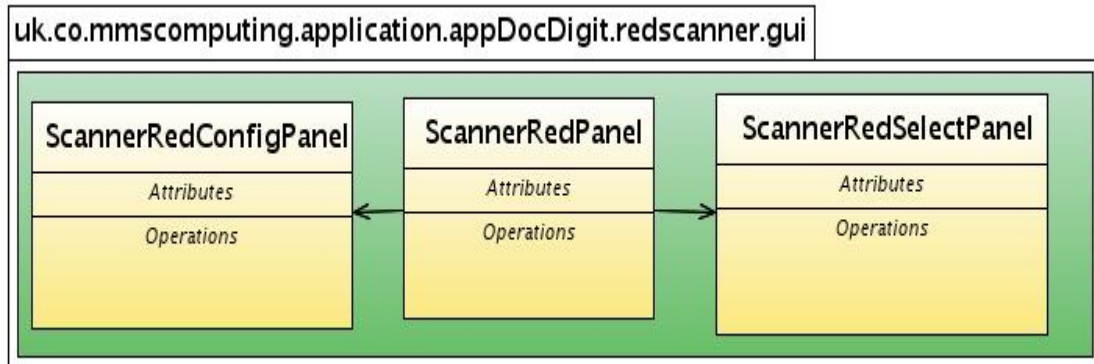 uk.co.mmscomputing.application.appDocDigit.redscanner.gui
ScannerRedConfigPanel
Attributes
Operations
ScannerRedPanel
Attributes
Operations
ScannerRedSelectPanel
Attributes
Operations